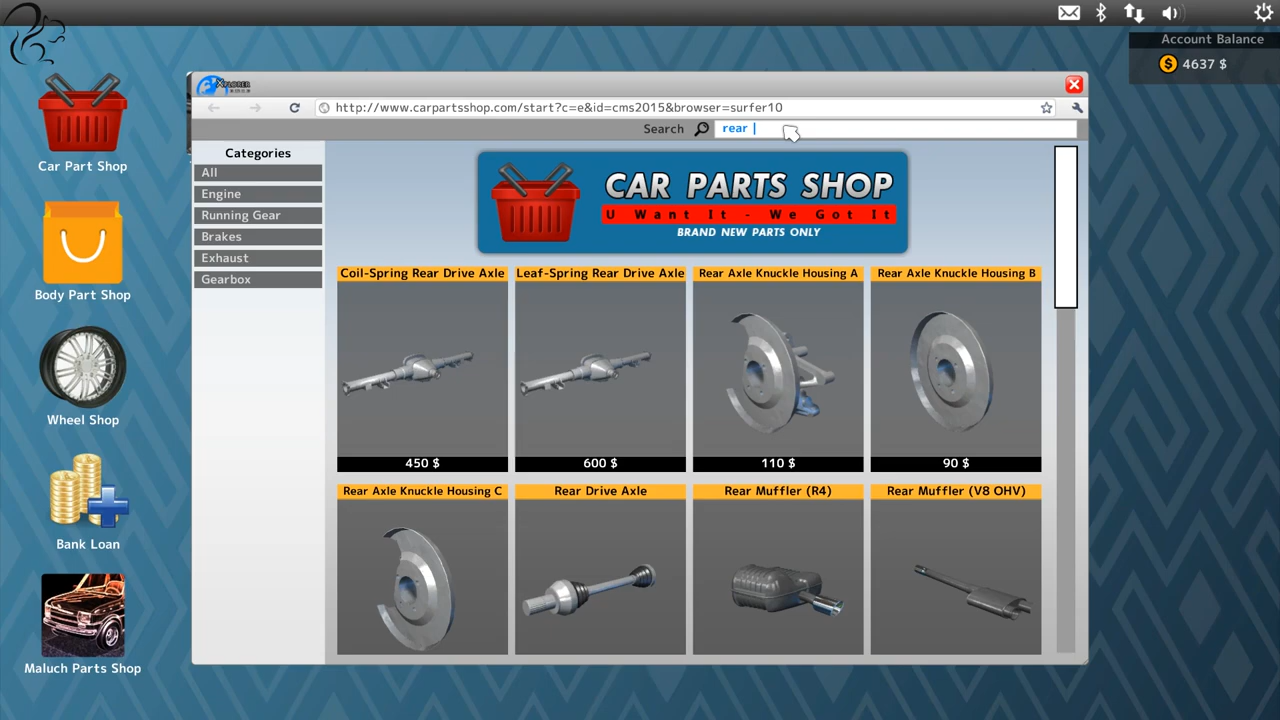 Account Balance
$ 4637 $
Car Part Shop
Body Part Shop
Wheel Shop
Bank Loan
Maluch Parts Shop
XPLORER
http://www.carpartsshop.com/start?c=e&id=cms2015&browser=surfer10
Search rear
Categories
All
Engine
Running Gear
Brakes
Exhaust
Gearbox
CAR PARTS SHOP
U Want It - We Got It
BRAND NEW PARTS ONLY
Coil-Spring Rear Drive Axle
450 $
Leaf-Spring Rear Drive Axle
600 $
Rear Axle Knuckle Housing A
110 $
Rear Axle Knuckle Housing B
90 $
Rear Axle Knuckle Housing C
Rear Drive Axle
Rear Muffler (R4)
Rear Muffler (V8 OHV)